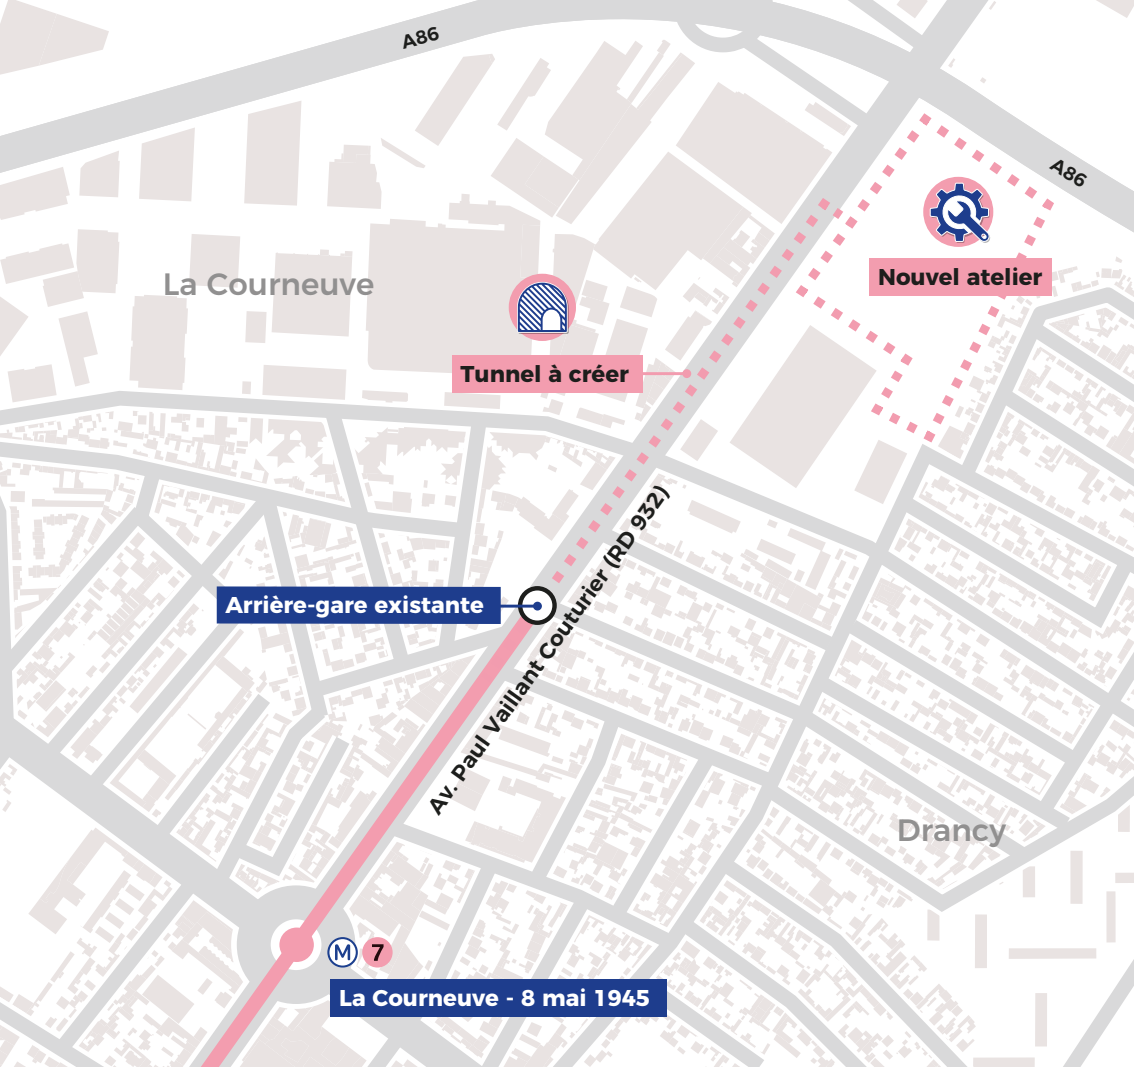 A86
A86
Nouvel atelier
La Courneuve
Tunnel à créer
Av. Paul Vaillant Couturier (RD 932)
Arrière-gare existante
Drancy
M 7
La Courneuve - 8 mai 1945